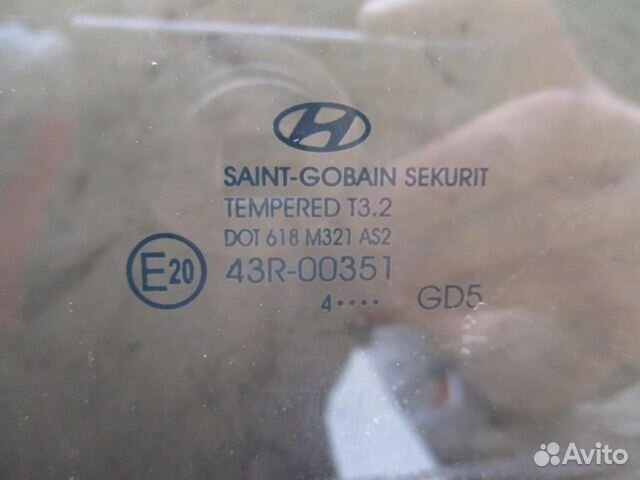 SAINT-GOBAIN SEKURIT
TEMPERED T3.2
DOT 618 M321 AS2
E20 43R-00351
4•••• GD5
Avito